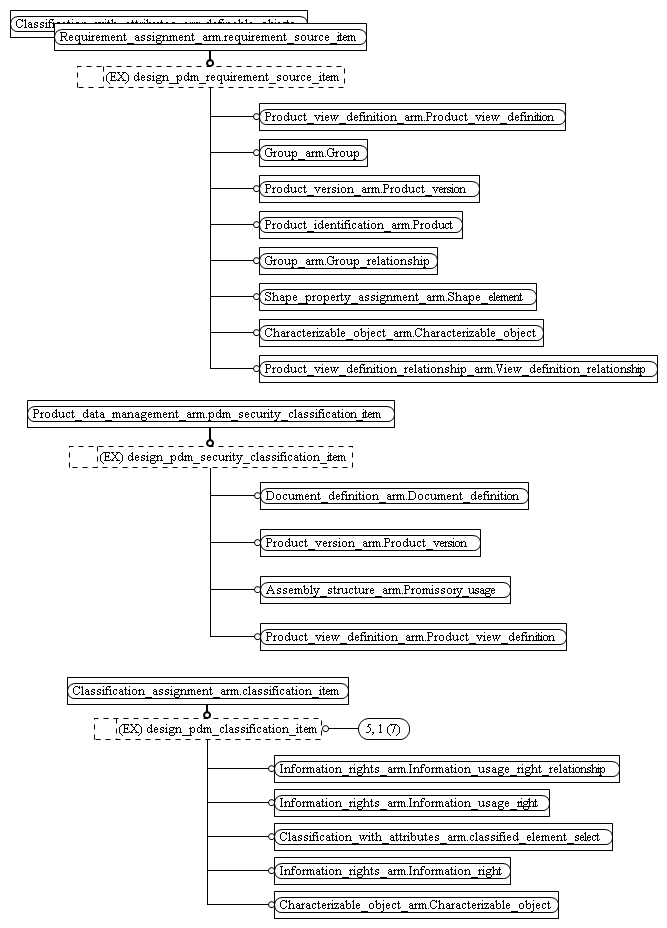 Classification_with_attributes_arm.definable_objects
Requirement_assignment_arm.requirement_source_item
(EX) design_pdm_requirement_source_item
Product_view_definition_arm.Product_view_definition
Group_arm.Group
Product_version_arm.Product_version
Product_identification_arm.Product
Group_arm.Group_relationship
Shape_property_assignment_arm.Shape_element
Characterizable_object_arm.Characterizable_object
Product_view_definition_relationship_arm.View_definition_relationship
Product_data_management_arm.pdm_security_classification_item
(EX) design_pdm_security_classification_item
Document_definition_arm.Document_definition
Product_version_arm.Product_version
Assembly_structure_arm.Promissory_usage
Product_view_definition_arm.Product_view_definition
Classification_assignment_arm.classification_item
(EX) design_pdm_classification_item 5, 1 (7)
Information_rights_arm.Information_usage_right_relationship
Information_rights_arm.Information_usage_right
Classification_with_attributes_arm.classified_element_select
Information_rights_arm.Information_right
Characterizable_object_arm.Characterizable_object